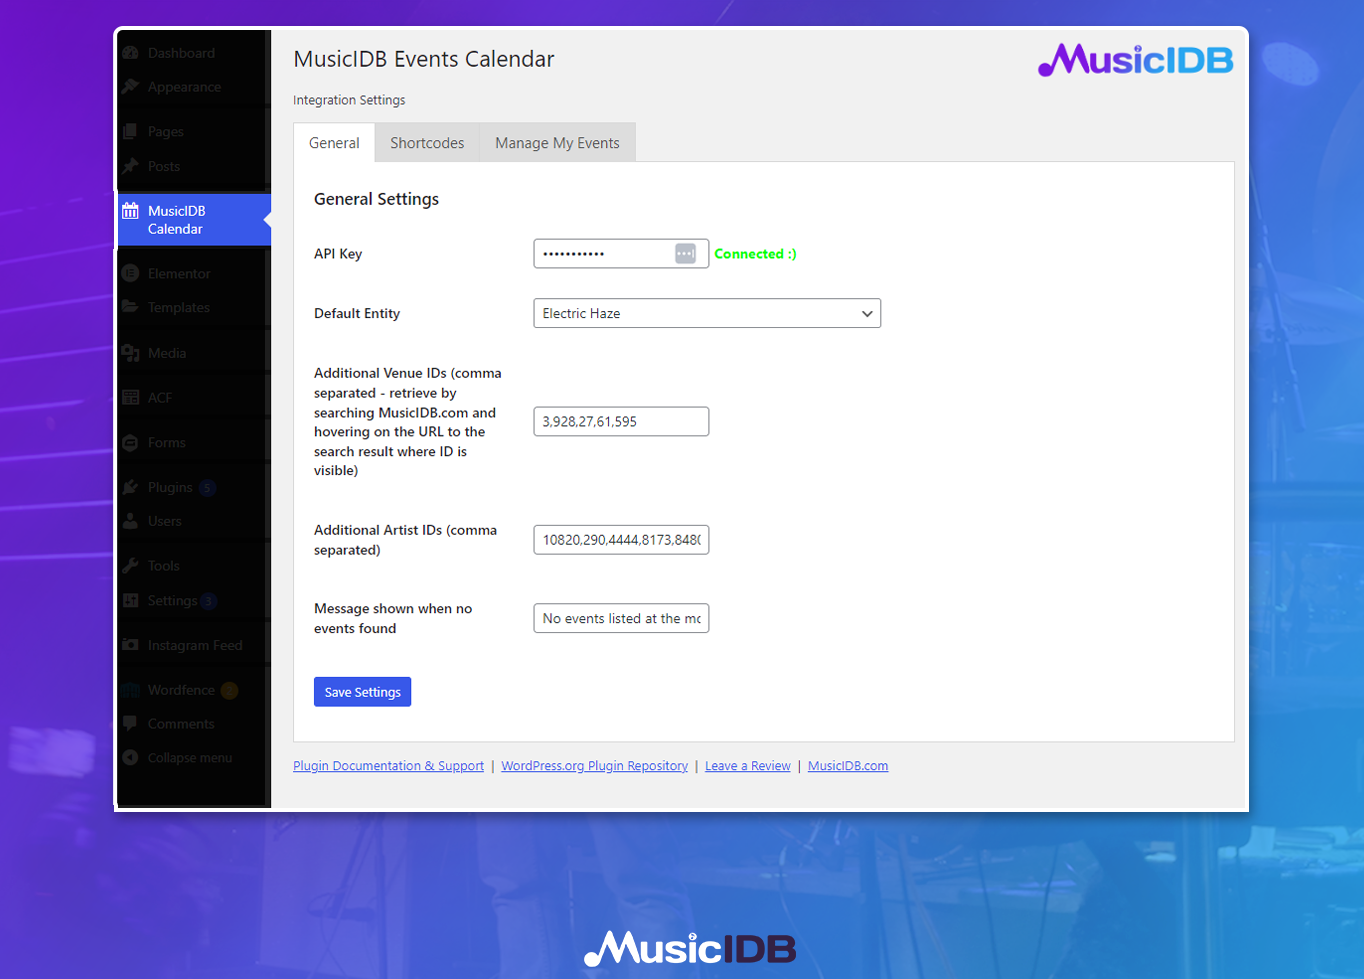 Dashboard
Appearance
Pages
Posts
MusicIDB
Calendar
Elementor
Templates
Media
ACF
Forms
Plugins 5
Users
Tools
Settings 3
Instagram Feed
Wordfence 2
Comments
Collapse menu
MusicIDB Events Calendar
MusicIDB
Integration Settings
General Shortcodes Manage My Events
General Settings
API Key ••••••••••• Connected :)
Default Entity Electric Haze
Additional Venue IDs (comma
separated - retrieve by
searching MusicIDB.com and
hovering on the URL to the
search result where ID is
visible)
3,928,27,61,595
Additional Artist IDs (comma
separated)
10820,290,4444,8173,848
Message shown when no
events found
No events listed at the mo
Save Settings
Plugin Documentation & Support | WordPress.org Plugin Repository | Leave a Review | MusicIDB.com
MusicIDB